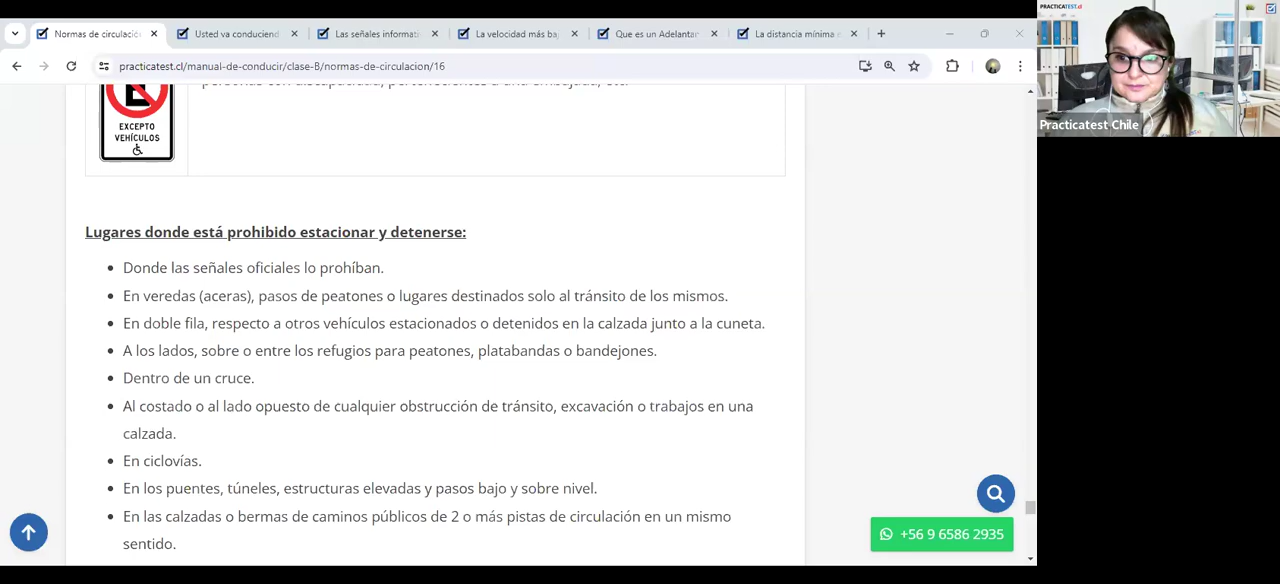 Normas de circulació
Usted va conduciend
Las señales informati
La velocidad más ba
Que es un Adelantar
La distancia mínima e
practicatest.cl/manual-de-conducir/clase-B/normas-de-circulacion/16
PRACTICATEST.cl
Practicatest Chile
EXCEPTO
VEHÍCULOS
Lugares donde está prohibido estacionar y detenerse:
Donde las señales oficiales lo prohíban.
En veredas (aceras), pasos de peatones o lugares destinados solo al tránsito de los mismos.
En doble fila, respecto a otros vehículos estacionados o detenidos en la calzada junto a la cuneta.
A los lados, sobre o entre los refugios para peatones, platabandas o bandejones.
Dentro de un cruce.
Al costado o al lado opuesto de cualquier obstrucción de tránsito, excavación o trabajos en una
calzada.
En ciclovías.
En los puentes, túneles, estructuras elevadas y pasos bajo y sobre nivel.
En las calzadas o bermas de caminos públicos de 2 o más pistas de circulación en un mismo
sentido.
+56 9 6586 2935